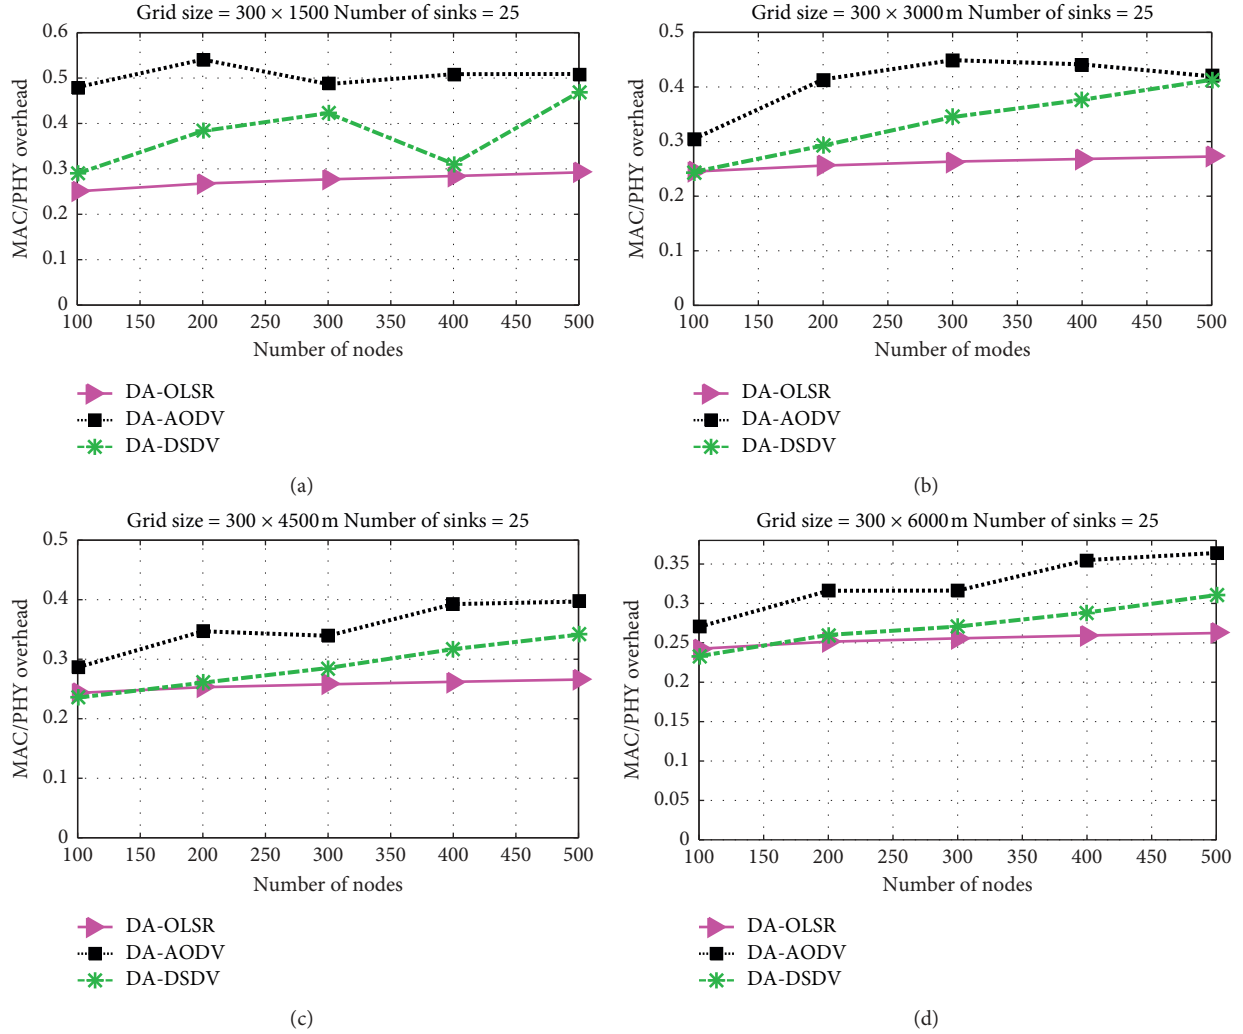 Grid size = 300 × 1500 Number of sinks = 25
0.6
0.5
0.4
0.3
0.2
0.1
0
MAC/PHY overhead
100 150 200 250 300 350 400 450 500
Number of nodes
DA-OLSR
DA-AODV
DA-DSDV
(a)
Grid size = 300 × 3000 m Number of sinks = 25
0.5
0.4
0.3
0.2
0.1
0
MAC/PHY overhead
100 150 200 250 300 350 400 450 500
Number of modes
DA-OLSR
DA-AODV
DA-DSDV
(b)
Grid size = 300 × 4500 m Number of sinks = 25
0.5
0.4
0.3
0.2
0.1
0
MAC/PHY overhead
100 150 200 250 300 350 400 450 500
Number of nodes
DA-OLSR
DA-AODV
DA-DSDV
(c)
Grid size = 300 × 6000 m Number of sinks = 25
0.35
0.3
0.25
0.2
0.15
0.1
0.05
0
MAC/PHY overhead
100 150 200 250 300 350 400 450 500
Number of modes
DA-OLSR
DA-AODV
DA-DSDV
(d)